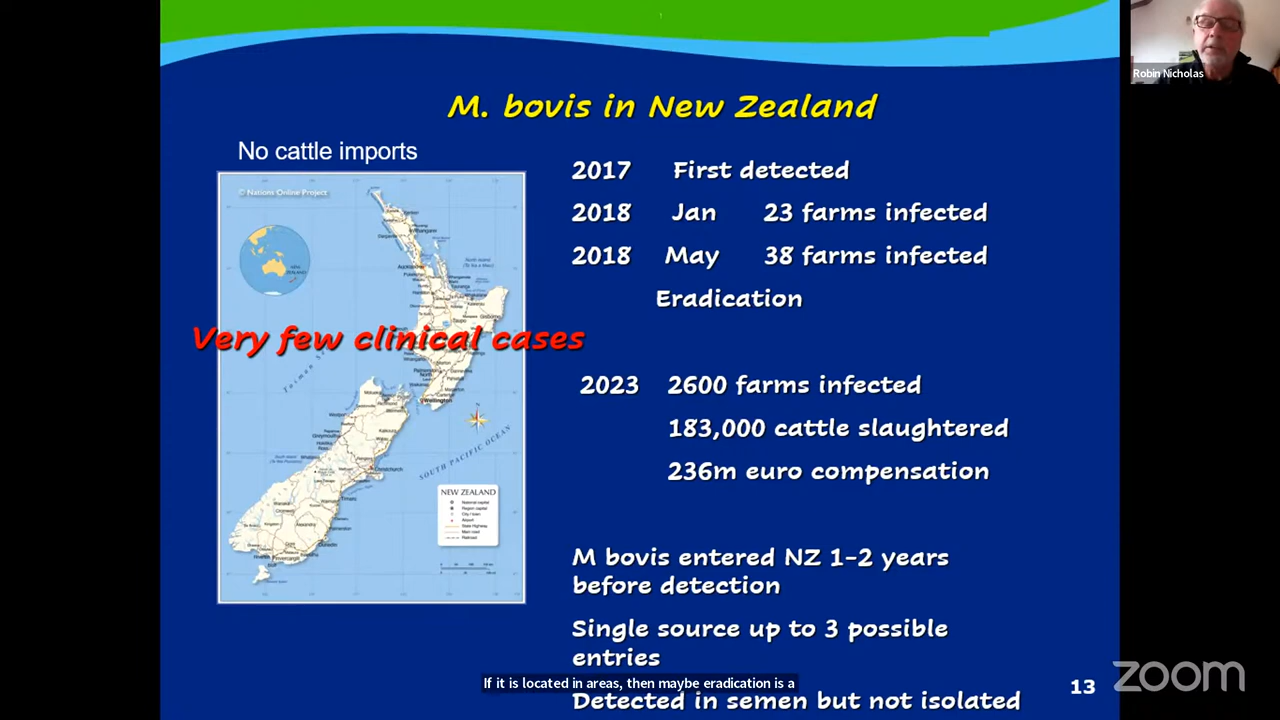 M. bovis in New Zealand
No cattle imports
© Nations Online Project
Very few clinical cases
Wellington
Christchurch
SOUTH PACIFIC OCEAN
NEW ZEALAND
2017 First detected
2018 Jan 23 farms infected
2018 May 38 farms infected
Eradication
2023 2600 farms infected
183,000 cattle slaughtered
236m euro compensation
M bovis entered NZ 1-2 years
before detection
Single source up to 3 possible
entries
Detected in semen but not isolated
If it is located in areas, then maybe eradication is a
13
zoom
Robin Nicholas